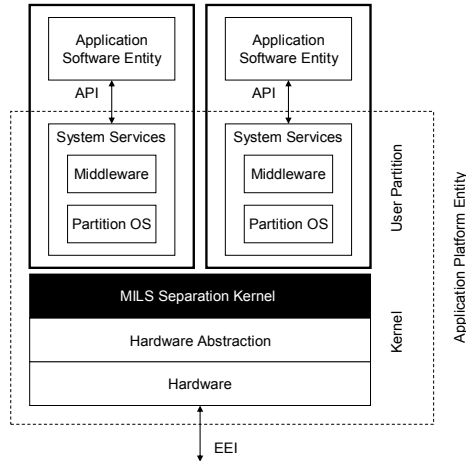 Application
Software Entity
Application
Software Entity
API
API
System Services
System Services
Middleware
Middleware
Partition OS
Partition OS
User Partition
Application Platform Entity
MILS Separation Kernel
Hardware Abstraction
Kernel
Hardware
EEI